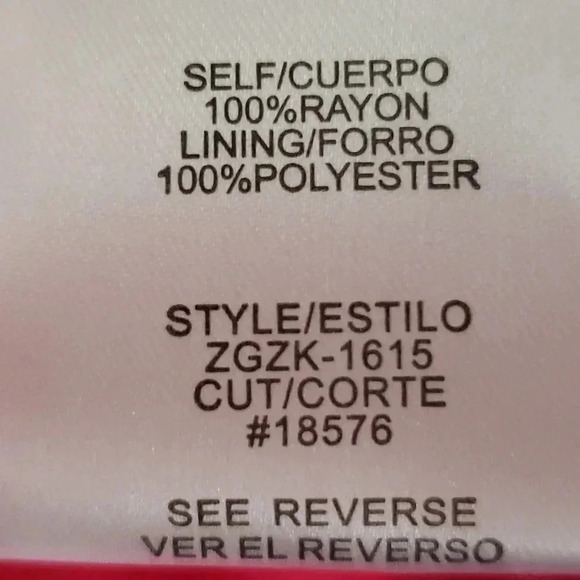 SELF/CUERPO
100%RAYON
LINING/FORRO
100%POLYESTER
STYLE/ESTILO
ZGZK-1615
CUT/CORTE
#18576
SEE REVERSE
VER EL REVERSO